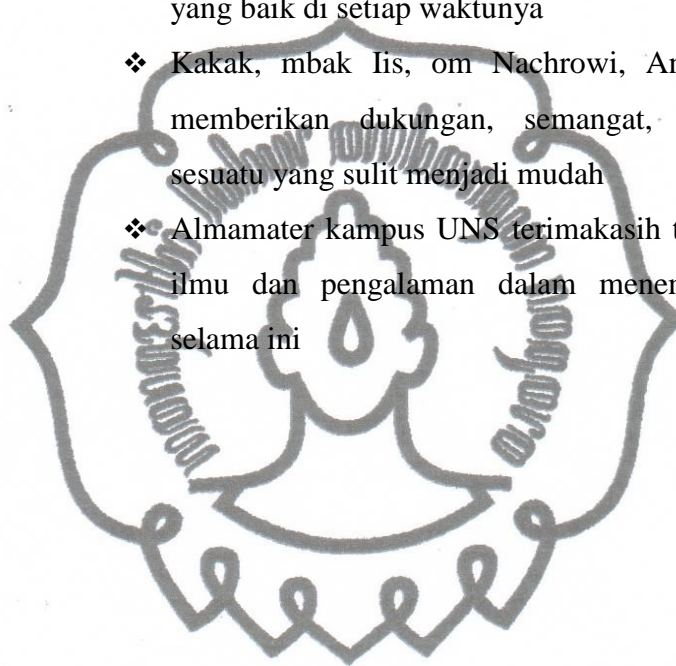 yang baik di setiap waktunya
❖ Kakak, mbak Iis, om Nachrowi,
memberikan dukungan, semangat,
sesuatu yang sulit menjadi mudah
❖ Almamater kampus UNS terimakasih t
ilmu dan pengalaman dalam
selama ini